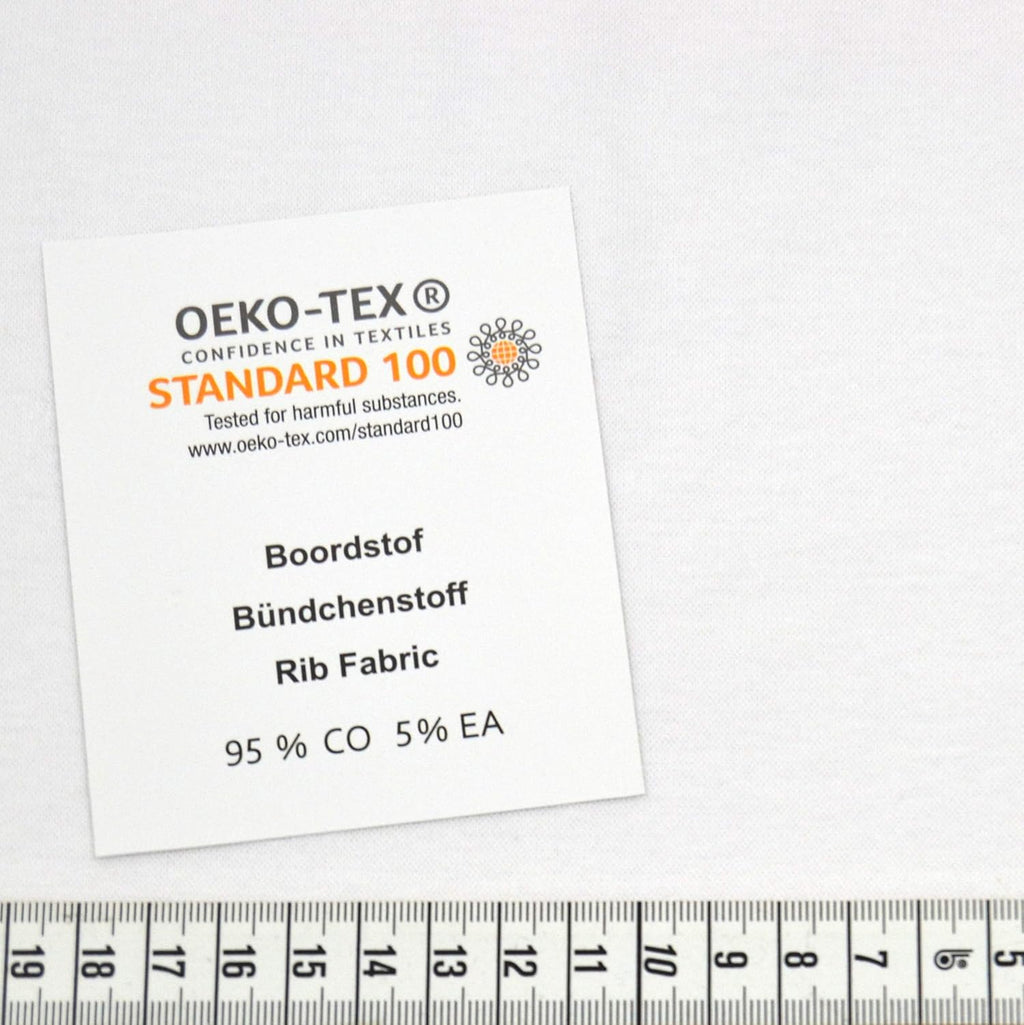 OEKO-TEX®
CONFIDENCE IN TEXTILES
STANDARD 100
Tested for harmful substances.
www.oeko-tex.com/standard100
Boordstof
Bündchenstoff
Rib Fabric
95 % CO 5% EA
19 18 17 16 15 14 13 12 11 10 9 8 7 5